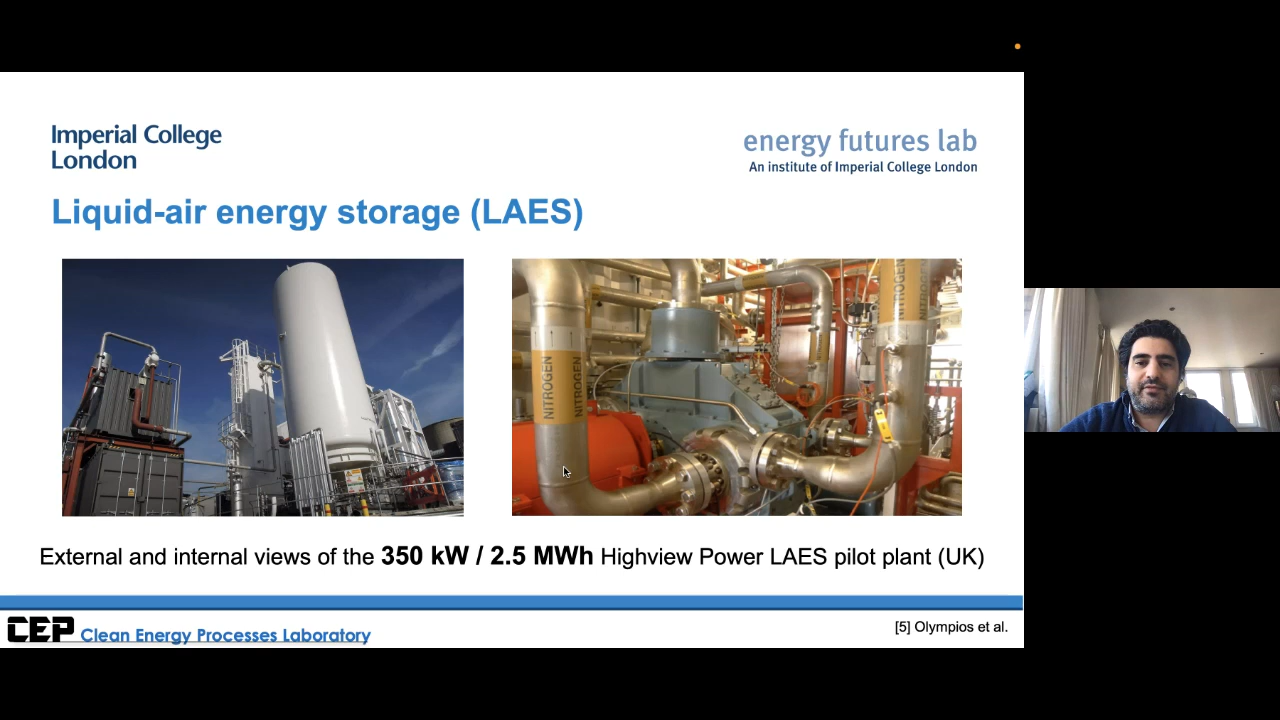 Imperial College
London
energy futures lab
An institute of Imperial College London
Liquid-air energy storage (LAES)
NITROGEN
NITROGEN
NITROGEN
NITROGEN
External and internal views of the 350 kW / 2.5 MWh Highview Power LAES pilot plant (UK)
CEP Clean Energy Processes Laboratory
[5] Olympios et al.